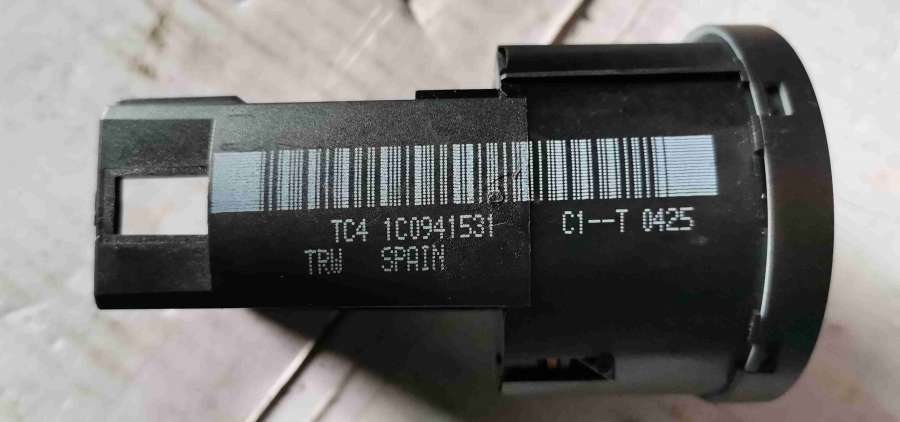 TC4 1C0941531 C1--T 0425
TRW SPAIN